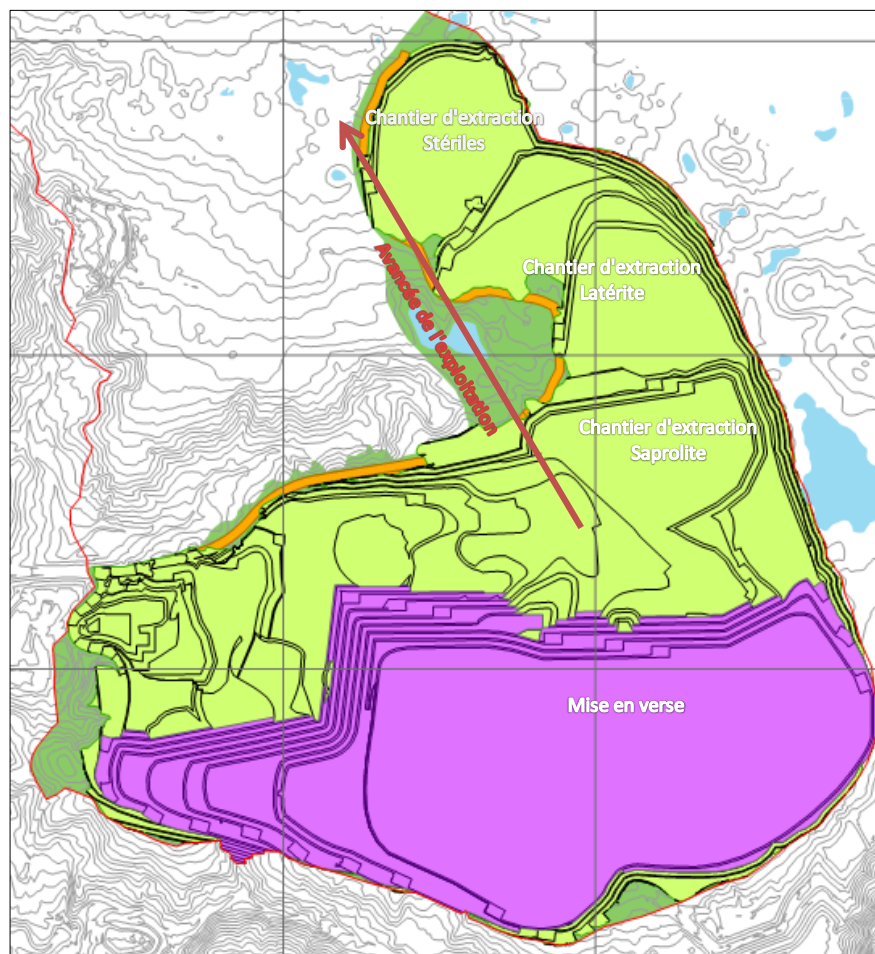 Chantier d'extraction
Stériles
Chantier d'extraction
Latérite
Avancée de l'exploitation
Chantier d'extraction
Saprolite
Mise en verse